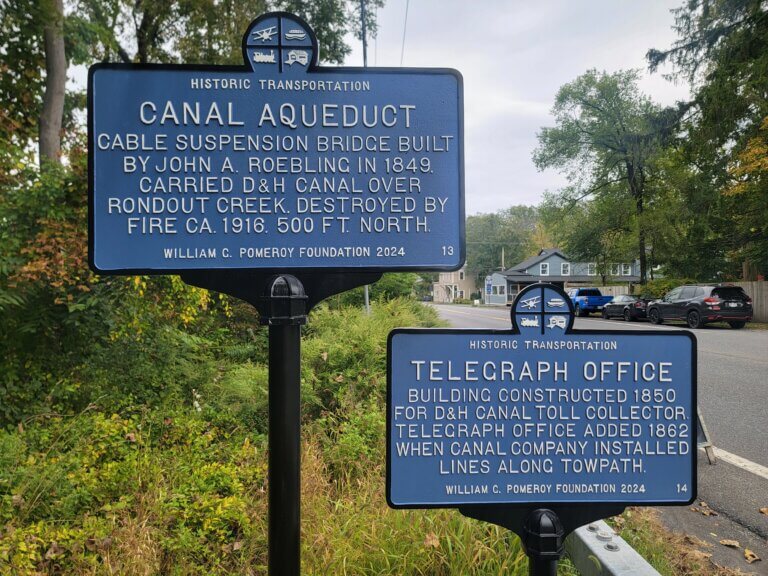 HISTORIC TRANSPORTATION
CANAL AQUEDUCT
CABLE SUSPENSION BRIDGE BUILT
BY JOHN A. ROEBLING IN 1849.
CARRIED D&H CANAL OVER
RONDOUT CREEK. DESTROYED BY
FIRE CA. 1916. 500 FT. NORTH.
WILLIAM C. POMEROY FOUNDATION 2024 13
HISTORIC TRANSPORTATION
TELEGRAPH OFFICE
BUILDING CONSTRUCTED 1850
FOR D&H CANAL TOLL COLLECTOR.
TELEGRAPH OFFICE ADDED 1862
WHEN CANAL COMPANY INSTALLED
LINES ALONG TOWPATH.
WILLIAM C. POMEROY FOUNDATION 2024 14